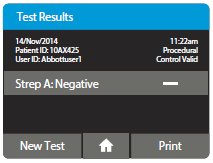 Test Results
14/Nov/2014 11:22am
Patient ID: 10AX425 Procedural
User ID: Abbottuser1 Control Valid
Strep A: Negative —
New Test Print